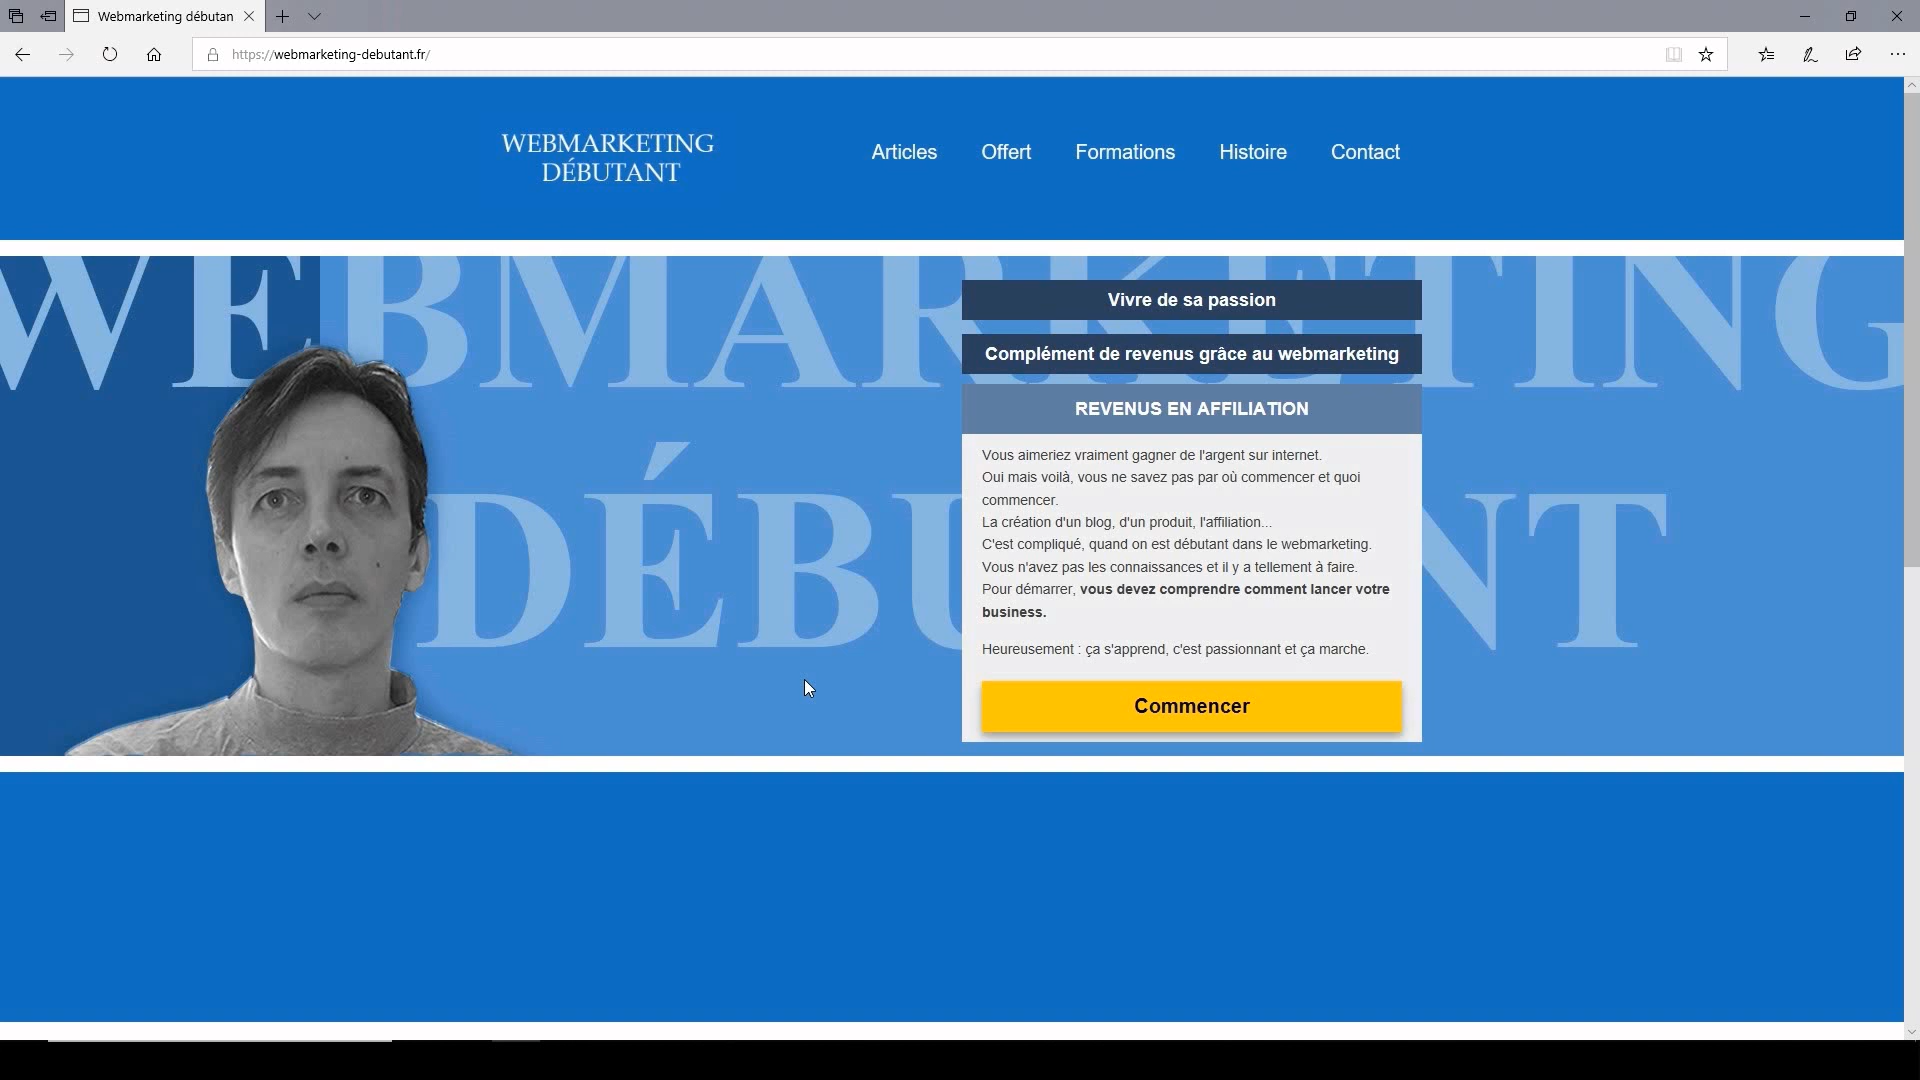 Webmarketing débutan
https://webmarketing-debutant.fr/
WEBMARKETING
DÉBUTANT
Articles
Offert
Formations
Histoire
Contact
WEBMARKETING
DÉBUTANT
Vivre de sa passion
Complément de revenus grâce au webmarketing
REVENUS EN AFFILIATION
Vous aimeriez vraiment gagner de l'argent sur internet.
Oui mais voilà, vous ne savez pas par où commencer et quoi
commencer.
La création d'un blog, d'un produit, l'affiliation...
C'est compliqué, quand on est débutant dans le webmarketing.
Vous n'avez pas les connaissances et il y a tellement à faire.
Pour démarrer, vous devez comprendre comment lancer votre
business.
Heureusement : ça s'apprend, c'est passionnant et ça marche.
Commencer